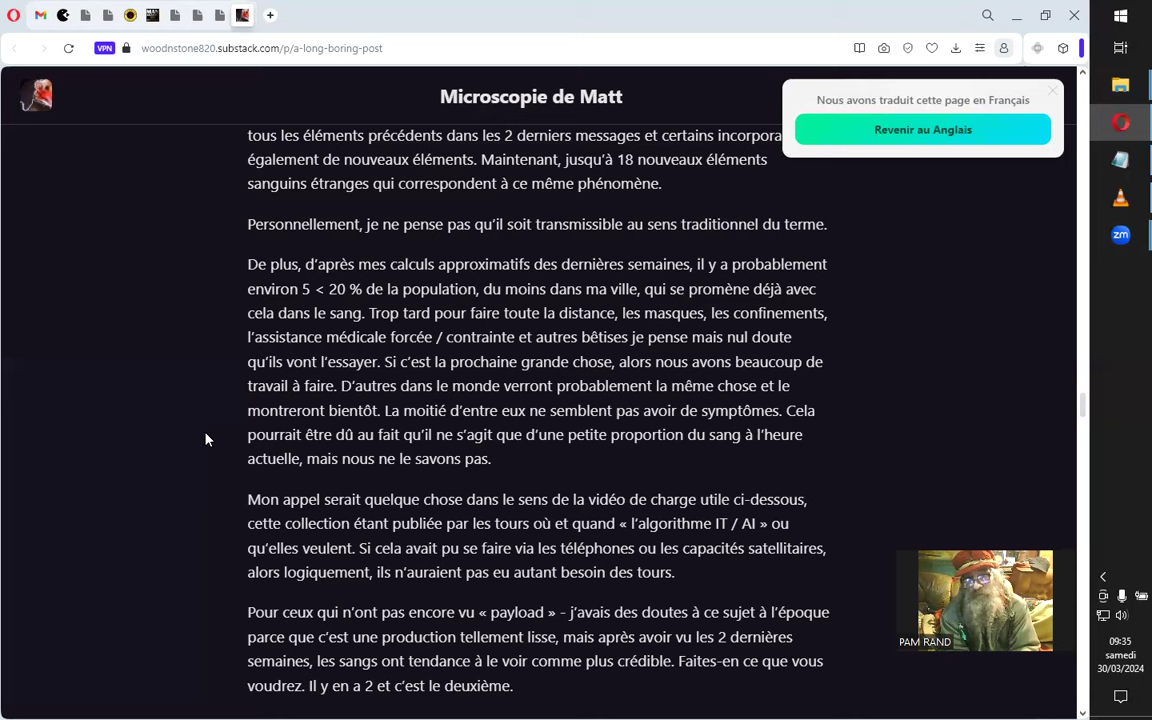 VPN woodnstone820.substack.com/p/a-long-boring-post
Microscopie de Matt
Nous avons traduit cette page en Français
Revenir au Anglais
tous les éléments précédents dans les 2 derniers messages et certains incorpora
également de nouveaux éléments. Maintenant, jusqu'à 18 nouveaux éléments
sanguins étranges qui correspondent à ce même phénomène.
Personnellement, je ne pense pas qu'il soit transmissible au sens traditionnel du terme.
De plus, d'après mes calculs approximatifs des dernières semaines, il y a probablement
environ 5 < 20 % de la population, du moins dans ma ville, qui se promène déjà avec
cela dans le sang. Trop tard pour faire toute la distance, les masques, les confinements,
l'assistance médicale forcée / contrainte et autres bêtises je pense mais nul doute
qu'ils vont l'essayer. Si c'est la prochaine grande chose, alors nous avons beaucoup de
travail à faire. D'autres dans le monde verront probablement la même chose et le
montreront bientôt. La moitié d'entre eux ne semblent pas avoir de symptômes. Cela
pourrait être dû au fait qu'il ne s'agit que d'une petite proportion du sang à l'heure
actuelle, mais nous ne le savons pas.
Mon appel serait quelque chose dans le sens de la vidéo de charge utile ci-dessous,
cette collection étant publiée par les tours où et quand « l'algorithme IT / AI » ou
qu'elles veulent. Si cela avait pu se faire via les téléphones ou les capacités satellitaires,
alors logiquement, ils n'auraient pas eu autant besoin des tours.
Pour ceux qui n'ont pas encore vu « payload » - j'avais des doutes à ce sujet à l'époque
parce que c'est une production tellement lisse, mais après avoir vu les 2 dernières
semaines, les sangs ont tendance à le voir comme plus crédible. Faites-en ce que vous
voudrez. Il y en a 2 et c'est le deuxième.
PAM RAND
zm
09:35
samedi
30/03/2024